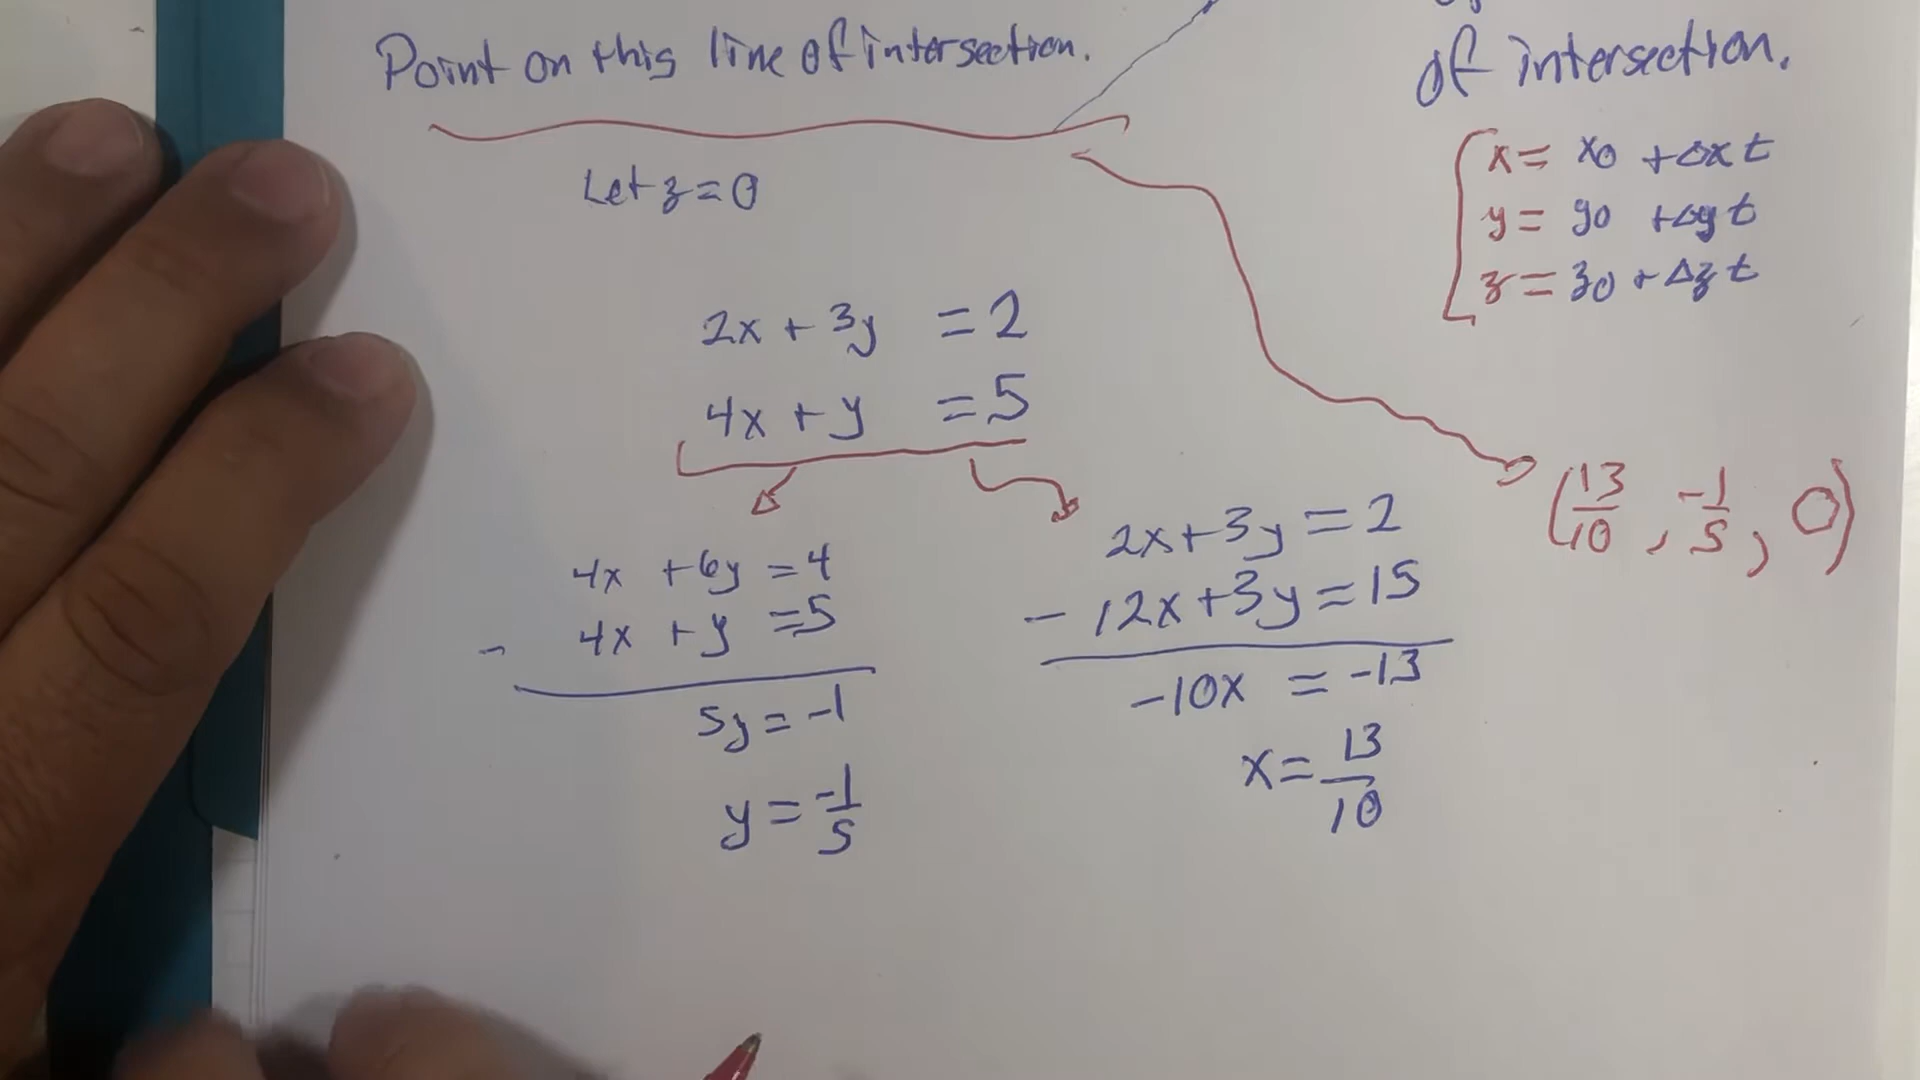 Point on this line of intersection.
of intersection.
x = x0 + Δx t
y = y0 + Δy t
z = z0 + Δz t
Let z = 0
2x + 3y = 2
4x + y = 5
4x + 6y = 4
- 4x + y = 5
5y = -1
y = -1/5
2x + 3y = 2
- 12x + 3y = 15
-10x = -13
x = 13/10
(13/10, -1/5, 0)